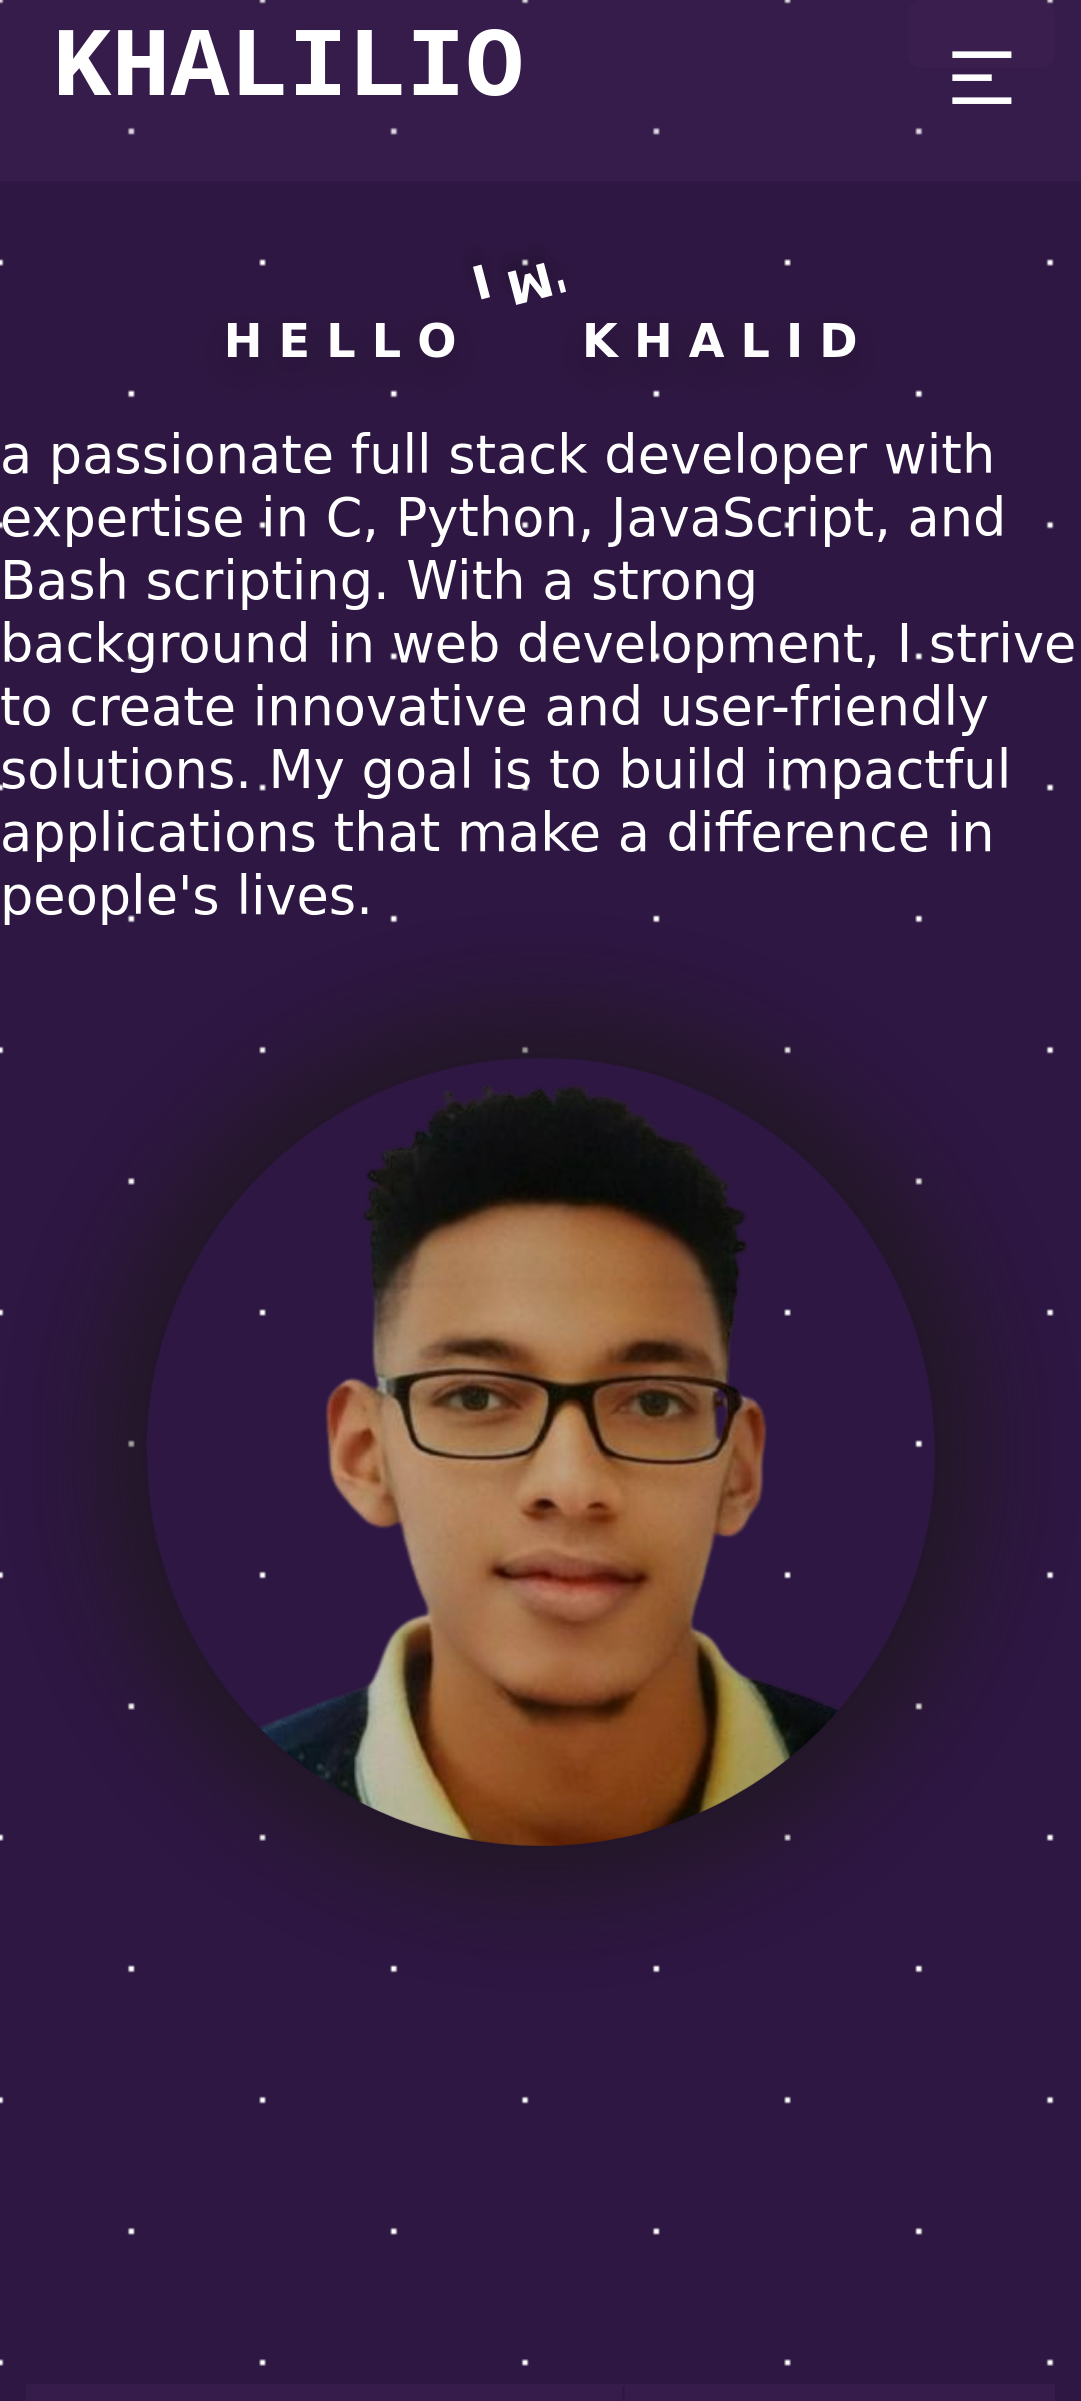 KHALILIO
HELLO I'M KHALID
a passionate full stack developer with
expertise in C, Python, JavaScript, and
Bash scripting. With a strong
background in web development, I strive
to create innovative and user-friendly
solutions. My goal is to build impactful
applications that make a difference in
people's lives.